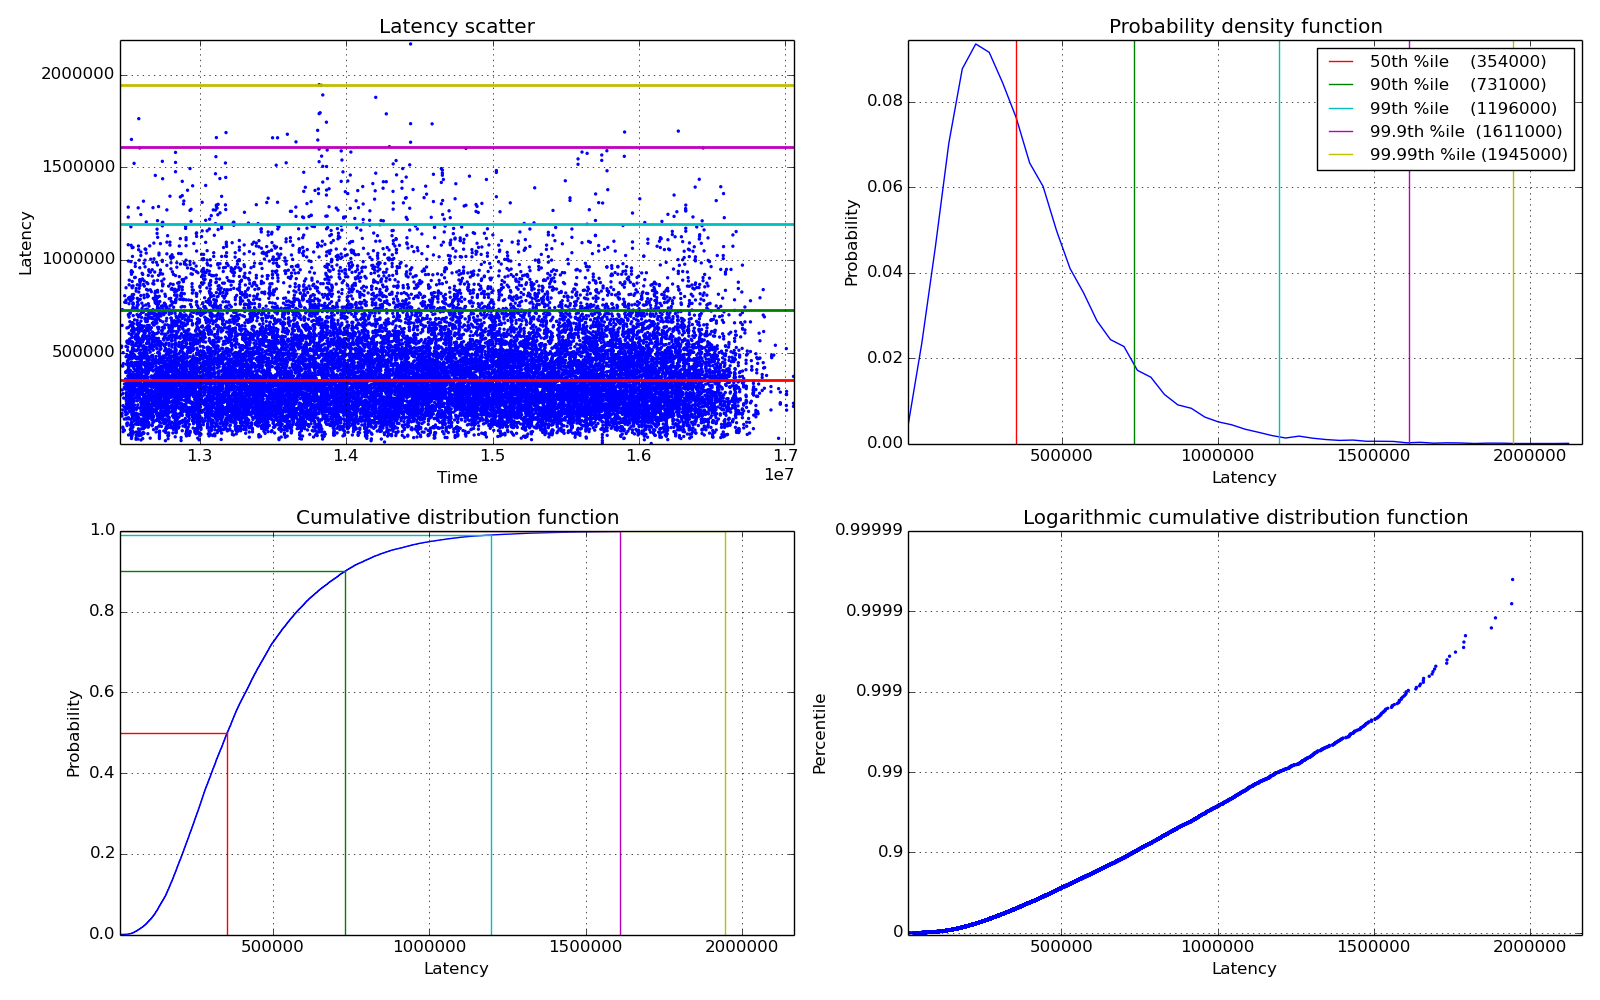 Latency scatter
2000000
1500000
1000000
500000
Latency
1.3
1.4
1.5
1.6
1.7
1e7
Time
Probability density function
50th %ile (354000)
90th %ile (731000)
99th %ile (1196000)
99.9th %ile (1611000)
99.99th %ile (1945000)
0.08
0.06
0.04
0.02
0.00
Probability
500000
1000000
1500000
2000000
Latency
Cumulative distribution function
1.0
0.8
0.6
0.4
0.2
0.0
Probability
500000
1000000
1500000
2000000
Latency
Logarithmic cumulative distribution function
0.99999
0.9999
0.999
0.99
0.9
0
Percentile
500000
1000000
1500000
2000000
Latency